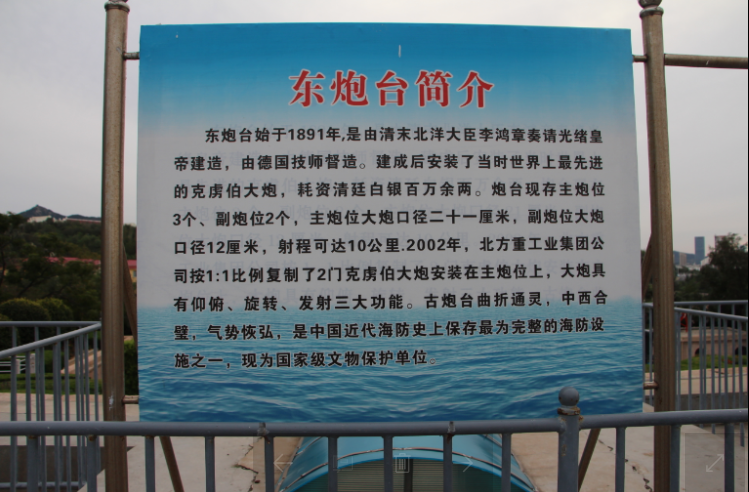 东炮台简介
东炮台始于1891年,是由清末北洋大臣李鸿章奏请光绪皇
帝建造，由德国技师督造。建成后安装了当时世界上最先进
的克虏伯大炮，耗资清廷白银百万余两。炮台现存主炮位
3个、副炮位2个，主炮位大炮口径二十一厘米，副炮位大炮
口径12厘米，射程可达10公里.2002年，北方重工业集团公
司按1:1比例复制了2门克虏伯大炮安装在主炮位上，大炮具
有仰俯、旋转、发射三大功能。古炮台曲折通灵，中西合
璧，气势恢弘，是中国近代海防史上保存最为完整的海防设
施之一，现为国家级文物保护单位。